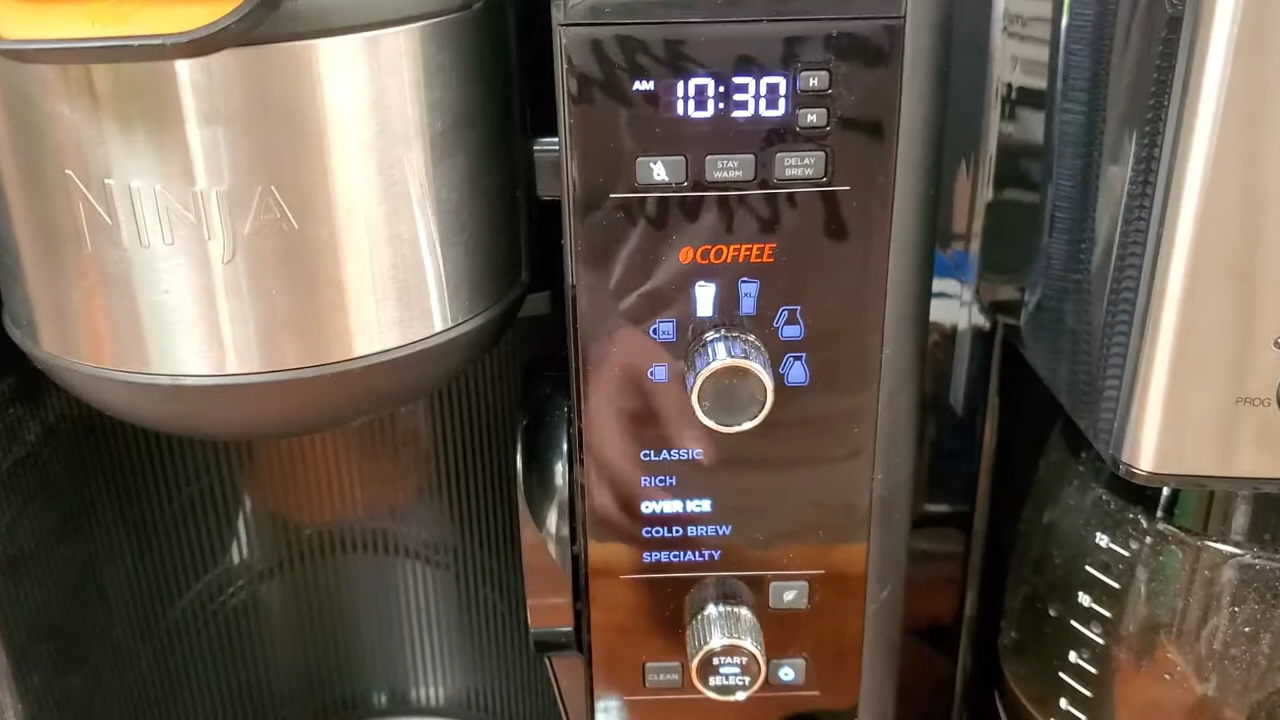 NINJA
AM 10:30 H
M
STAY WARM
DELAY BREW
COFFEE
XL
XL
CLASSIC
RICH
OVER ICE
COLD BREW
SPECIALTY
START
SELECT
CLEAN
PROG
12
10